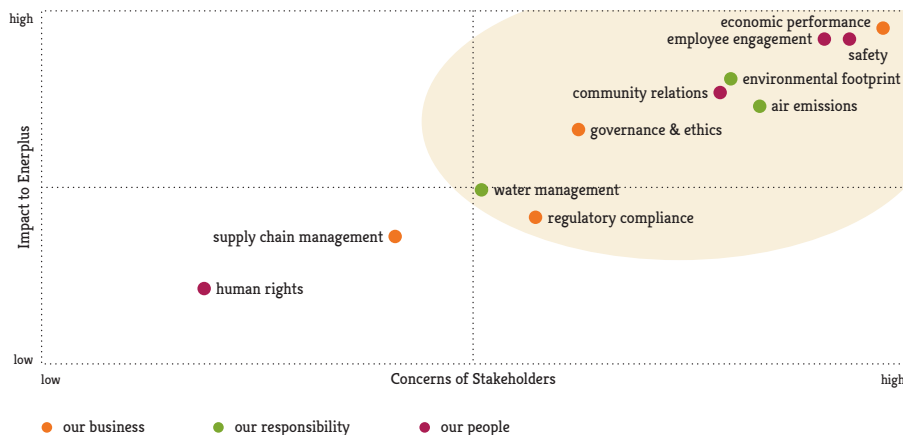 high
economic performance
employee engagement
safety
environmental footprint
community relations
air emissions
governance & ethics
Impact to Enerplus
water management
regulatory compliance
supply chain management
human rights
low
low
Concerns of Stakeholders
high
our business
our responsibility
our people